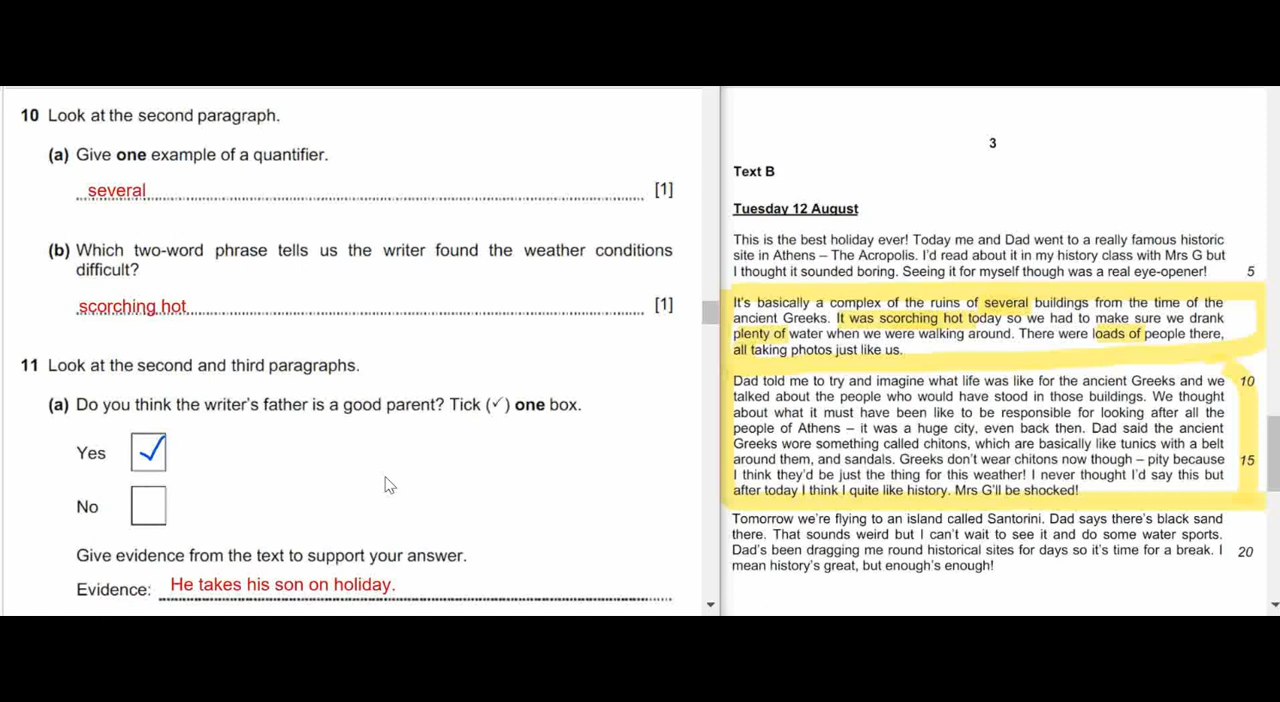 10 Look at the second paragraph.
(a) Give one example of a quantifier.
several [1]
(b) Which two-word phrase tells us the writer found the weather conditions
difficult?
scorching hot [1]
11 Look at the second and third paragraphs.
(a) Do you think the writer's father is a good parent? Tick (✓) one box.
Yes ✓
No
Give evidence from the text to support your answer.
Evidence: He takes his son on holiday.
3
Text B
Tuesday 12 August
This is the best holiday ever! Today me and Dad went to a really famous historic
site in Athens – The Acropolis. I'd read about it in my history class with Mrs G but
I thought it sounded boring. Seeing it for myself though was a real eye-opener! 5
It's basically a complex of the ruins of several buildings from the time of the
ancient Greeks. It was scorching hot today so we had to make sure we drank
plenty of water when we were walking around. There were loads of people there,
all taking photos just like us.
Dad told me to try and imagine what life was like for the ancient Greeks and we 10
talked about the people who would have stood in those buildings. We thought
about what it must have been like to be responsible for looking after all the
people of Athens – it was a huge city, even back then. Dad said the ancient
Greeks wore something called chitons, which are basically like tunics with a belt
around them, and sandals. Greeks don't wear chitons now though – pity because 15
I think they'd be just the thing for this weather! I never thought I'd say this but
after today I think I quite like history. Mrs G'll be shocked!
Tomorrow we're flying to an island called Santorini. Dad says there's black sand
there. That sounds weird but I can't wait to see it and do some water sports.
Dad's been dragging me round historical sites for days so it's time for a break. I 20
mean history's great, but enough's enough!